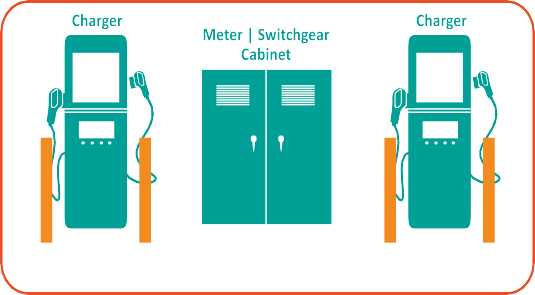 Charger
Meter | Switchgear
Cabinet
Charger